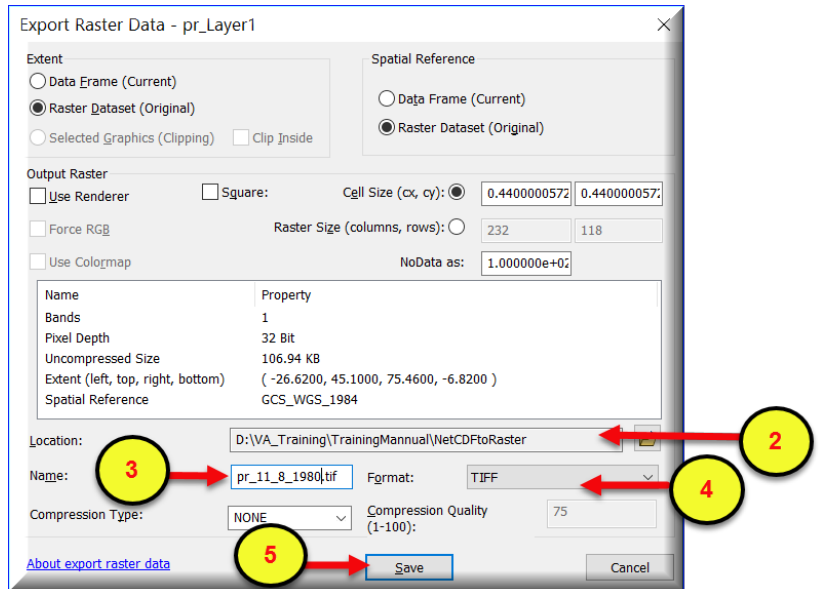 Export Raster Data - pr_Layer1
Extent
Data Frame (Current)
Raster Dataset (Original)
Selected Graphics (Clipping) Clip Inside
Spatial Reference
Data Frame (Current)
Raster Dataset (Original)
Output Raster
Use Renderer Square: Cell Size (cx, cy): 0.4400000572 0.440000057
Force RGB Raster Size (columns, rows): 232 118
Use Colormap NoData as: 1.000000e+02
Name Property
Bands 1
Pixel Depth 32 Bit
Uncompressed Size 106.94 KB
Extent (left, top, right, bottom) ( -26.6200, 45.1000, 75.4600, -6.8200 )
Spatial Reference GCS_WGS_1984
Location: D:\VA_Training\TrainingMannual\NetCDFtoRaster 2
Name: 3 pr_11_8_1980.tif Format: TIFF 4
Compression Type: NONE Compression Quality (1-100): 75
About export raster data 5 Save Cancel